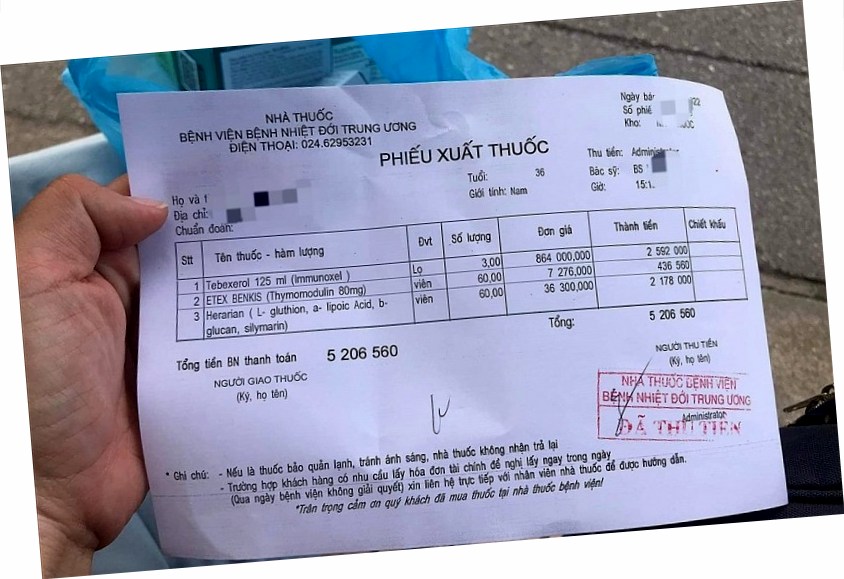 NHÀ THUỐC
BỆNH VIỆN BỆNH NHIỆT ĐỚI TRUNG ƯƠNG
ĐIỆN THOẠI: 024.62953231
PHIẾU XUẤT THUỐC
Ngày bá 22
Số phiế
Kho:
Thu tiền: Administrator
Bác sỹ: BS
Giờ: 15:1
Tuổi: 36
Giới tính: Nam
Họ và t
Địa chỉ:
Chuẩn đoán:
Stt Tên thuốc - hàm lượng Đvt Số lượng Đơn giá Thành tiền Chiết khấu
1 Tebexerol 125 ml (Immunoxel ) Lọ 3,00 864 000,000 2 592 000
2 ETEX BENKIS (Thymomodulin 80mg) viên 60,00 7 276,000 436 560
3 Herarian ( L- gluthion, a- lipoic Acid, b- viên 60,00 36 300,000 2 178 000
glucan, silymarin)
Tổng: 5 206 560
Tổng tiền BN thanh toán 5 206 560
NGƯỜI GIAO THUỐC
(Ký, họ tên)
NGƯỜI THU TIỀN
(Ký, họ tên)
NHÀ THUỐC BỆNH VIỆN
BỆNH NHIỆT ĐỚI TRUNG ƯƠNG
Administrator
ĐÃ THU TIỀN
* Ghi chú: - Nếu là thuốc bảo quản lạnh, tránh ánh sáng, nhà thuốc không nhận trả lại
- Trường hợp khách hàng có nhu cầu lấy hóa đơn tài chính đề nghị lấy ngay trong ngày
(Qua ngày bệnh viện không giải quyết) xin liên hệ trực tiếp với nhân viên nhà thuốc để được hướng dẫn.
*Trân trọng cảm ơn quý khách đã mua thuốc tại nhà thuốc bệnh viện!